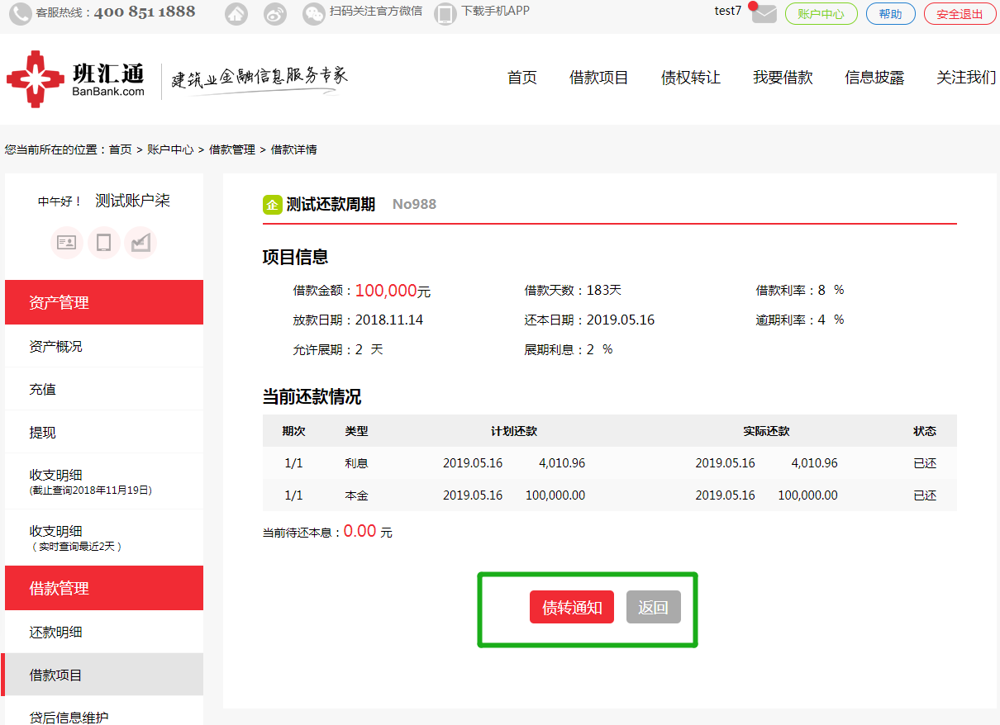 客服热线：400 851 1888 扫码关注官方微信 下载手机APP test7 账户中心 帮助 安全退出
班汇通
BanBank.com
建筑业金融信息服务专家
首页 借款项目 债权转让 我要借款 信息披露 关注我们
您当前所在的位置：首页 > 账户中心 > 借款管理 > 借款详情
中午好！ 测试账户柒
资产管理
资产概况
充值
提现
收支明细
(截止查询2018年11月19日)
收支明细
（实时查询最近2天）
借款管理
还款明细
借款项目
贷后信息维护
企 测试还款周期 No988
项目信息
借款金额：100,000元 借款天数：183天 借款利率：8 %
放款日期：2018.11.14 还本日期：2019.05.16 逾期利率：4 %
允许展期：2 天 展期利息：2 %
当前还款情况
期次 类型 计划还款 实际还款 状态
1/1 利息 2019.05.16 4,010.96 2019.05.16 4,010.96 已还
1/1 本金 2019.05.16 100,000.00 2019.05.16 100,000.00 已还
当前待还本息：0.00 元
债转通知 返回